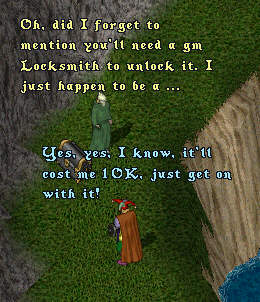 Oh, did I forget to
mention you'll need a gm
Locksmith to unlock it. I
just happen to be a ...
Yes, yes, I know, it'll
cost me 10K, just get on
with it!